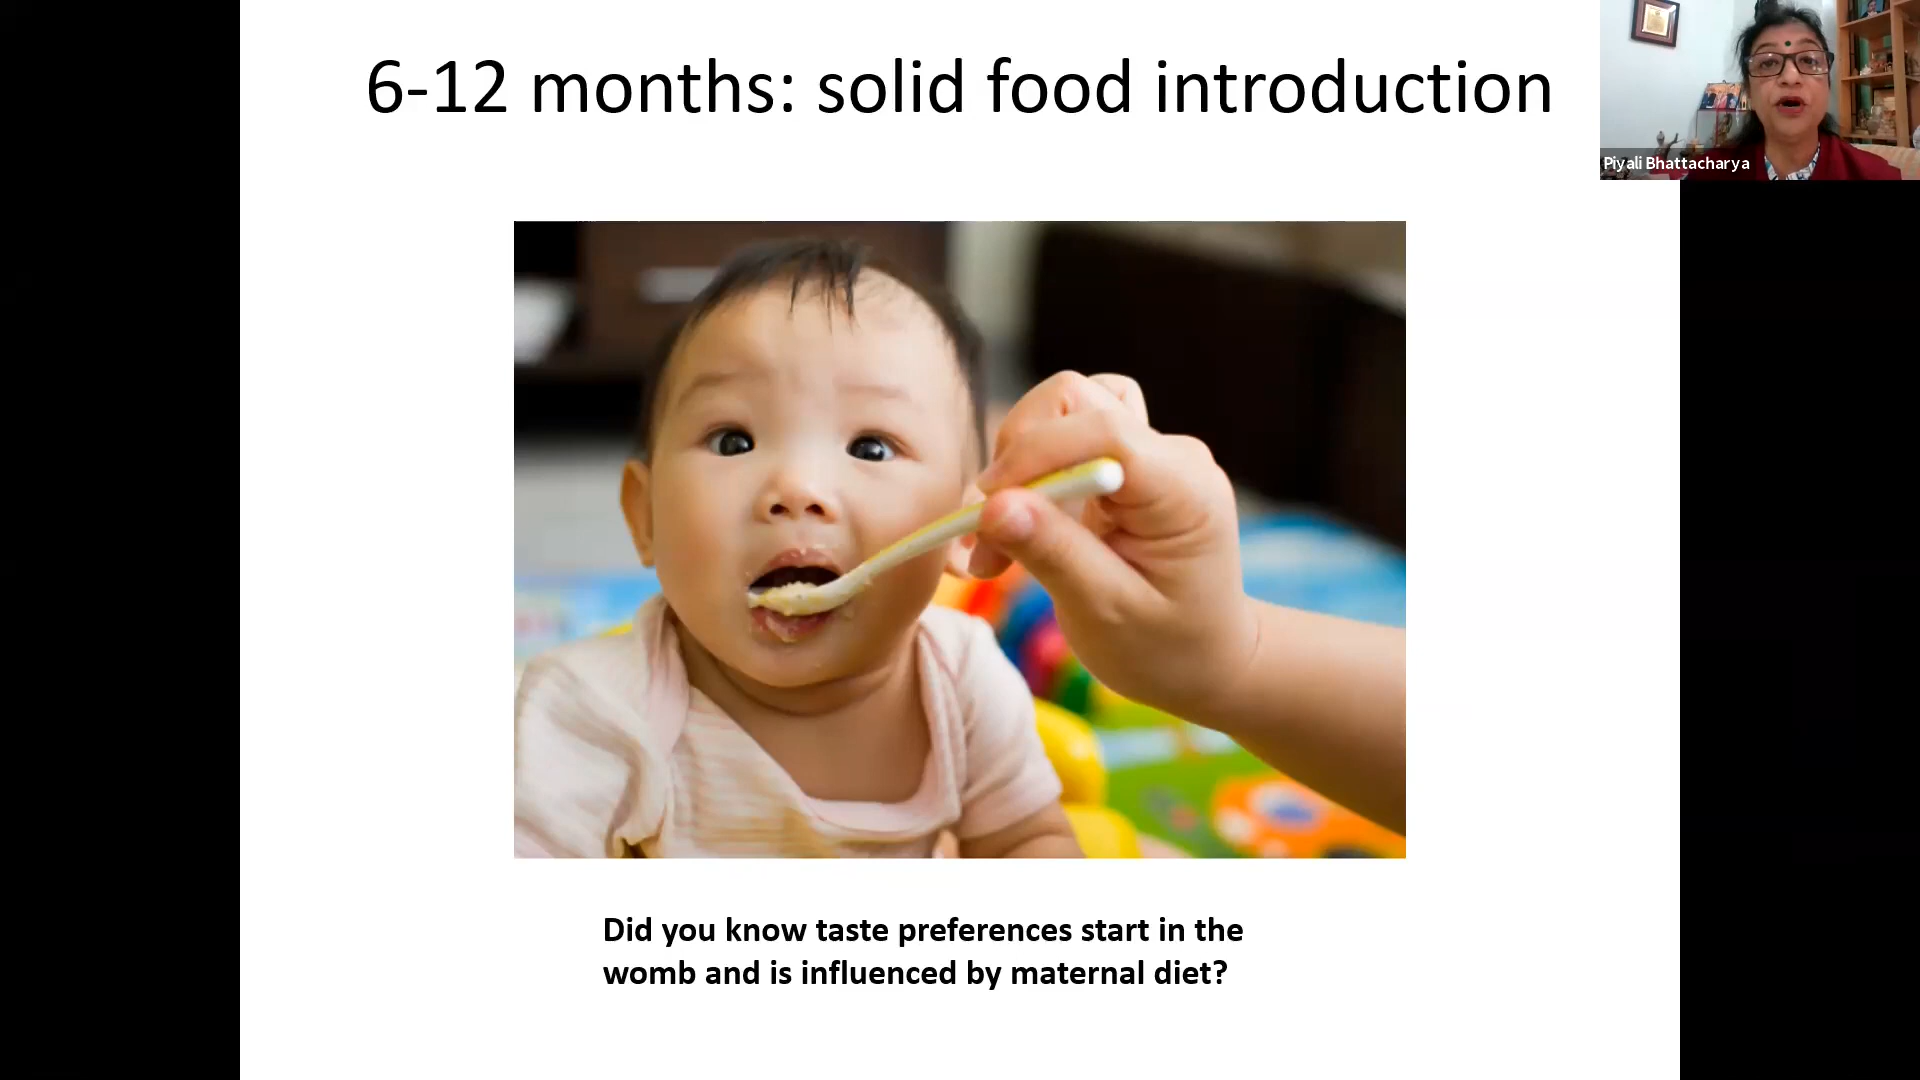 6-12 months: solid food introduction
Piyali Bhattacharya
Did you know taste preferences start in the
womb and is influenced by maternal diet?